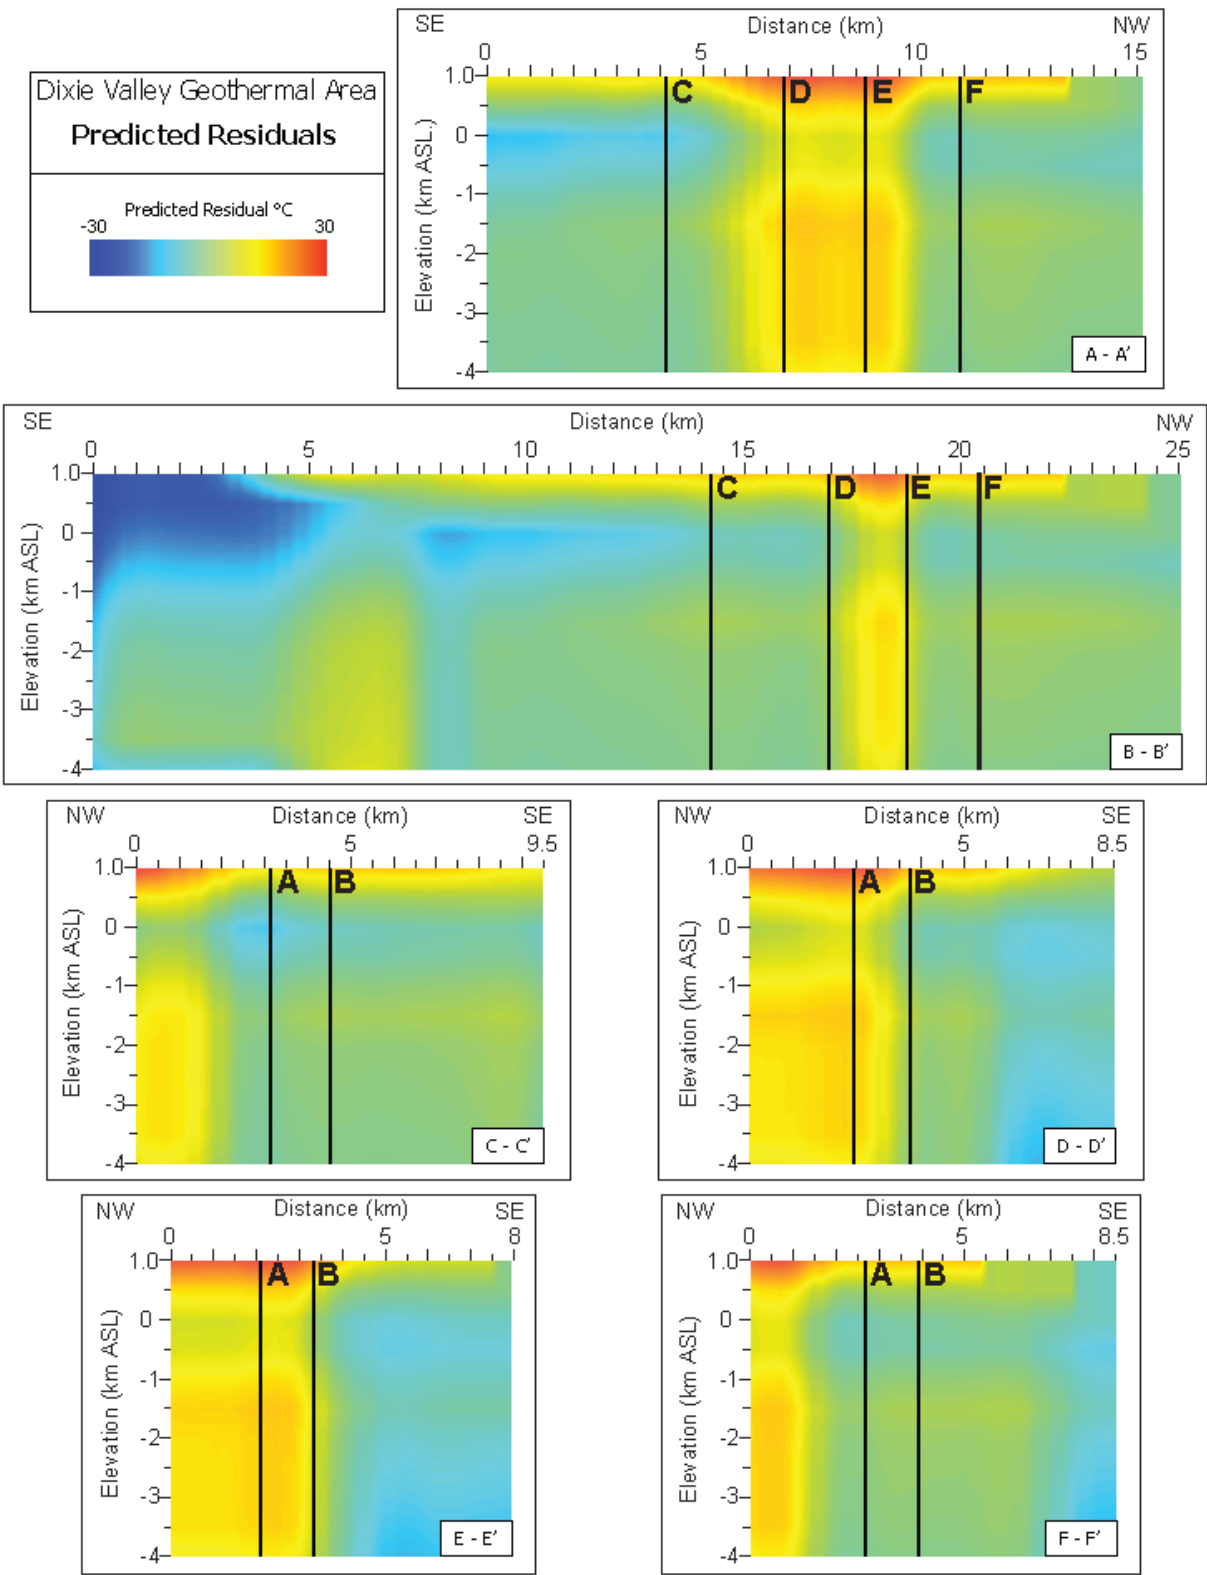 Dixie Valley Geothermal Area
Predicted Residuals
Predicted Residual °C
-30 30
SE Distance (km) NW
0 5 10 15
1.0
0
-1
-2
-3
-4
Elevation (km ASL.)
C D E F
A - A'
SE Distance (km) NW
0 5 10 15 20 25
1.0
0
-1
-2
-3
-4
Elevation (km ASL)
C D E F
B - B'
NW Distance (km) SE
0 5 9.5
1.0
0
-1
-2
-3
-4
Elevation (km ASL)
A B
C - C'
NW Distance (km) SE
0 5 8.5
1.0
0
-1
-2
-3
-4
Elevation (km ASL)
A B
D - D'
NW Distance (km) SE
0 5 8
1.0
0
-1
-2
-3
-4
Elevation (km ASL)
A B
E - E'
NW Distance (km) SE
0 5 8.5
1.0
0
-1
-2
-3
-4
Elevation (km ASL)
A B
F - F'